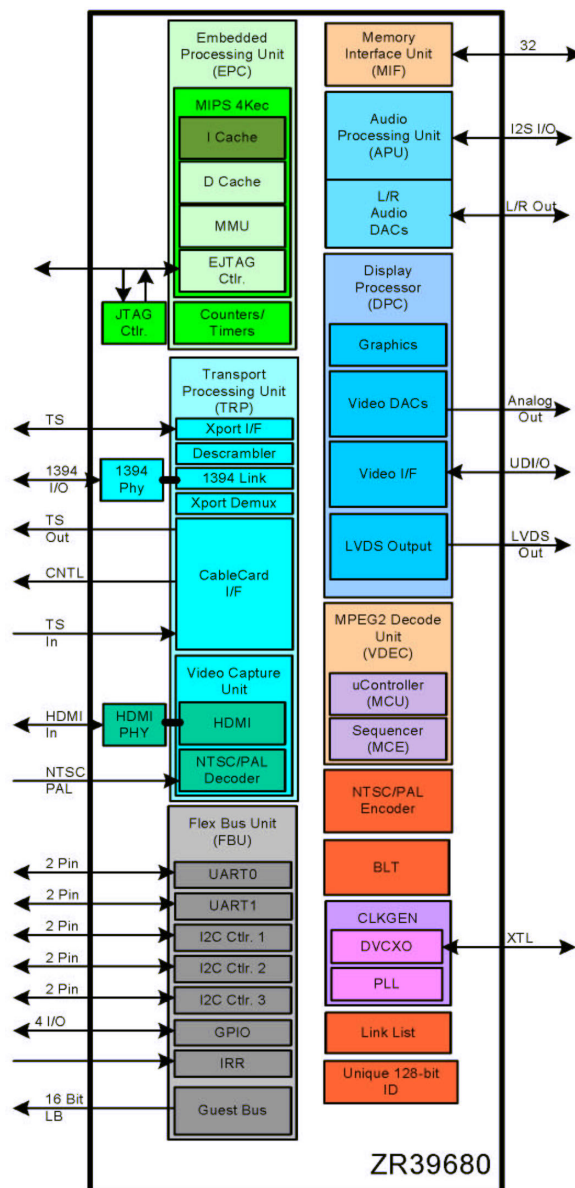 Embedded
Processing Unit
(EPC)
MIPS 4Kec
I Cache
D Cache
MMU
EJTAG
Ctlr.
JTAG
Ctlr.
Counters/
Timers
Transport
Processing Unit
(TRP)
TS
Xport I/F
Descrambler
1394
I/O
1394
Phy
1394 Link
Xport Demux
TS
Out
CNTL
CableCard
I/F
TS
In
Video Capture
Unit
HDMI
In
HDMI
PHY
HDMI
NTSC
PAL
NTSC/PAL
Decoder
Flex Bus Unit
(FBU)
2 Pin
UART0
2 Pin
UART1
2 Pin
I2C Ctlr. 1
2 Pin
I2C Ctlr. 2
2 Pin
I2C Ctlr. 3
4 I/O
GPIO
IRR
16 Bit
LB
Guest Bus
Memory
Interface Unit
(MIF)
32
Audio
Processing Unit
(APU)
I2S I/O
L/R
Audio
DACs
L/R Out
Display
Processor
(DPC)
Graphics
Video DACs
Analog
Out
Video I/F
UDI/O
LVDS Output
LVDS
Out
MPEG2 Decode
Unit
(VDEC)
uController
(MCU)
Sequencer
(MCE)
NTSC/PAL
Encoder
BLT
CLKGEN
DVCXO
XTL
PLL
Link List
Unique 128-bit
ID
ZR39680